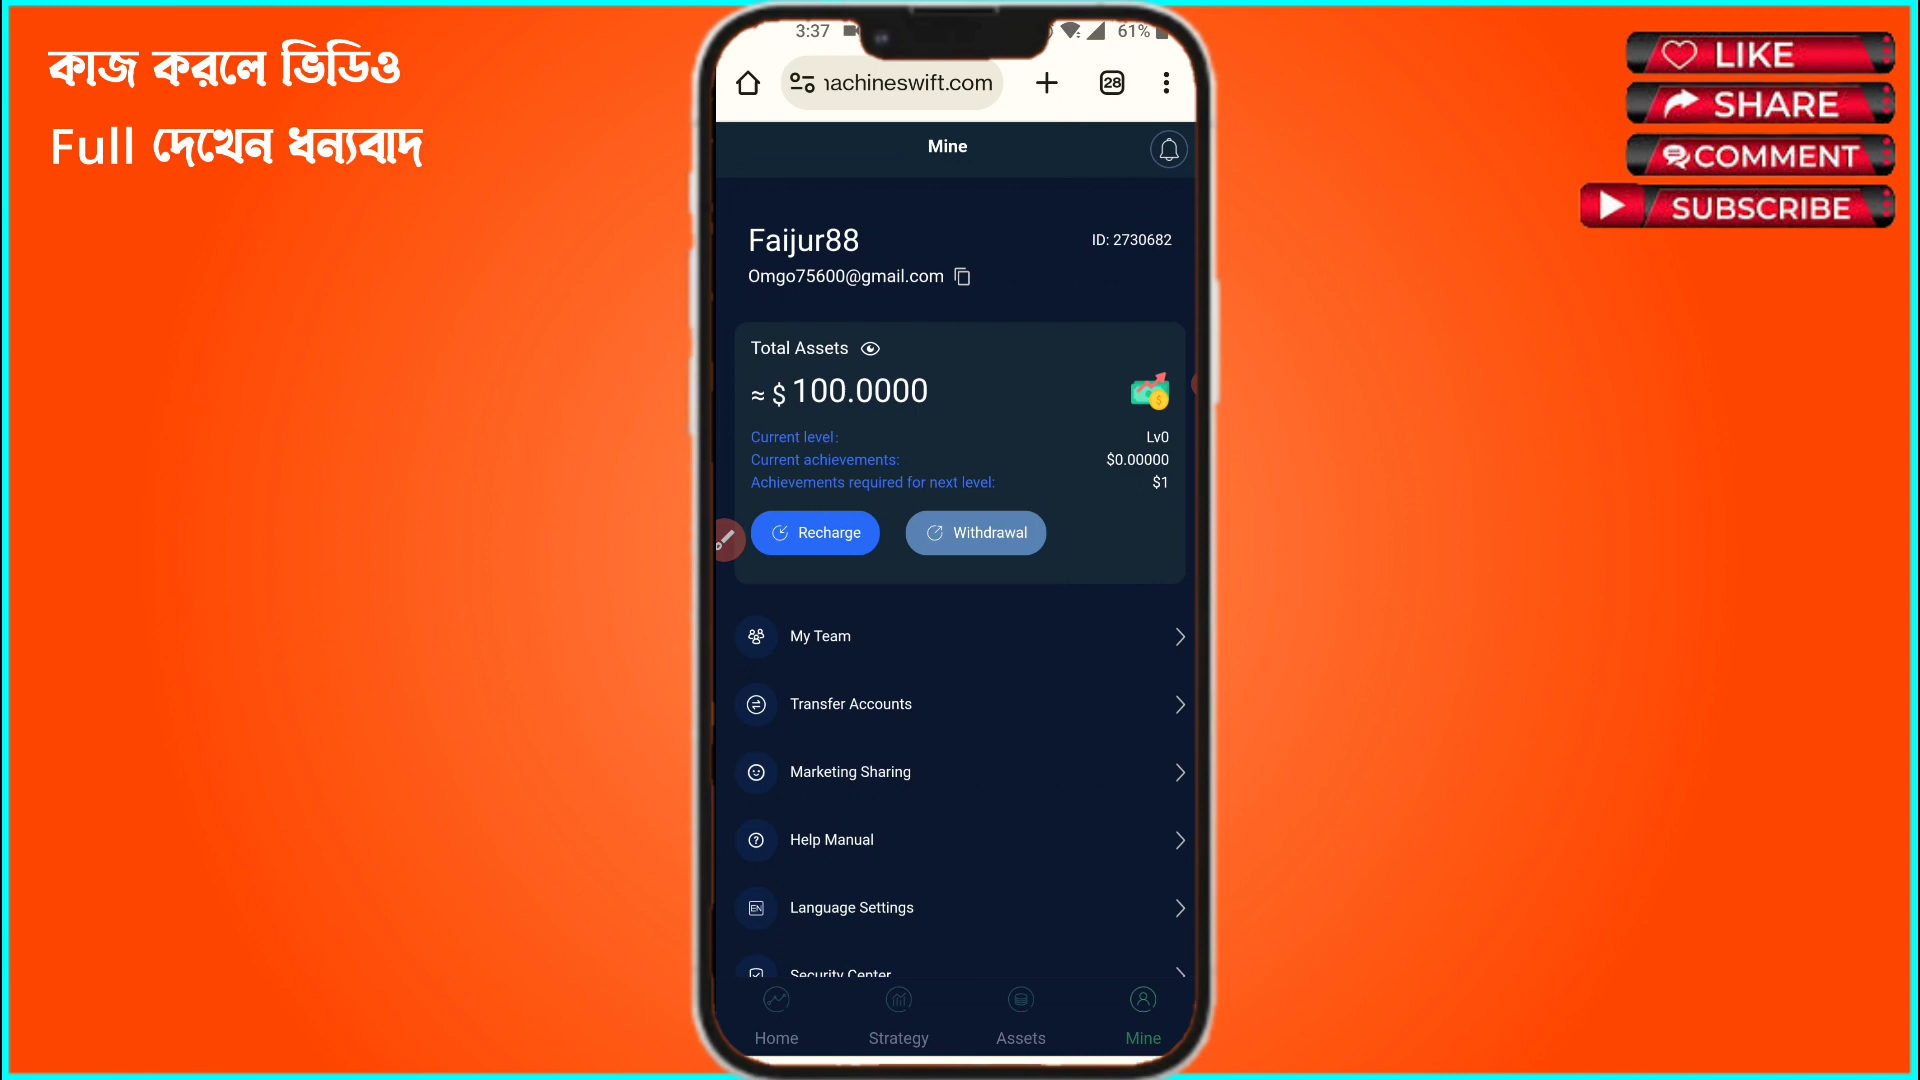 কাজ করলে ভিডিও
Full দেখেন ধন্যবাদ
LIKE
SHARE
COMMENT
SUBSCRIBE
3:37
61%
achineswift.com
28
Mine
Faijur88
ID: 2730682
Omgo75600@gmail.com
Total Assets
≈ $ 100.0000
Current level: Lv0
Current achievements: $0.00000
Achievements required for next level: $1
Recharge
Withdrawal
My Team
Transfer Accounts
Marketing Sharing
Help Manual
EN
Language Settings
Security Center
Home
Strategy
Assets
Mine